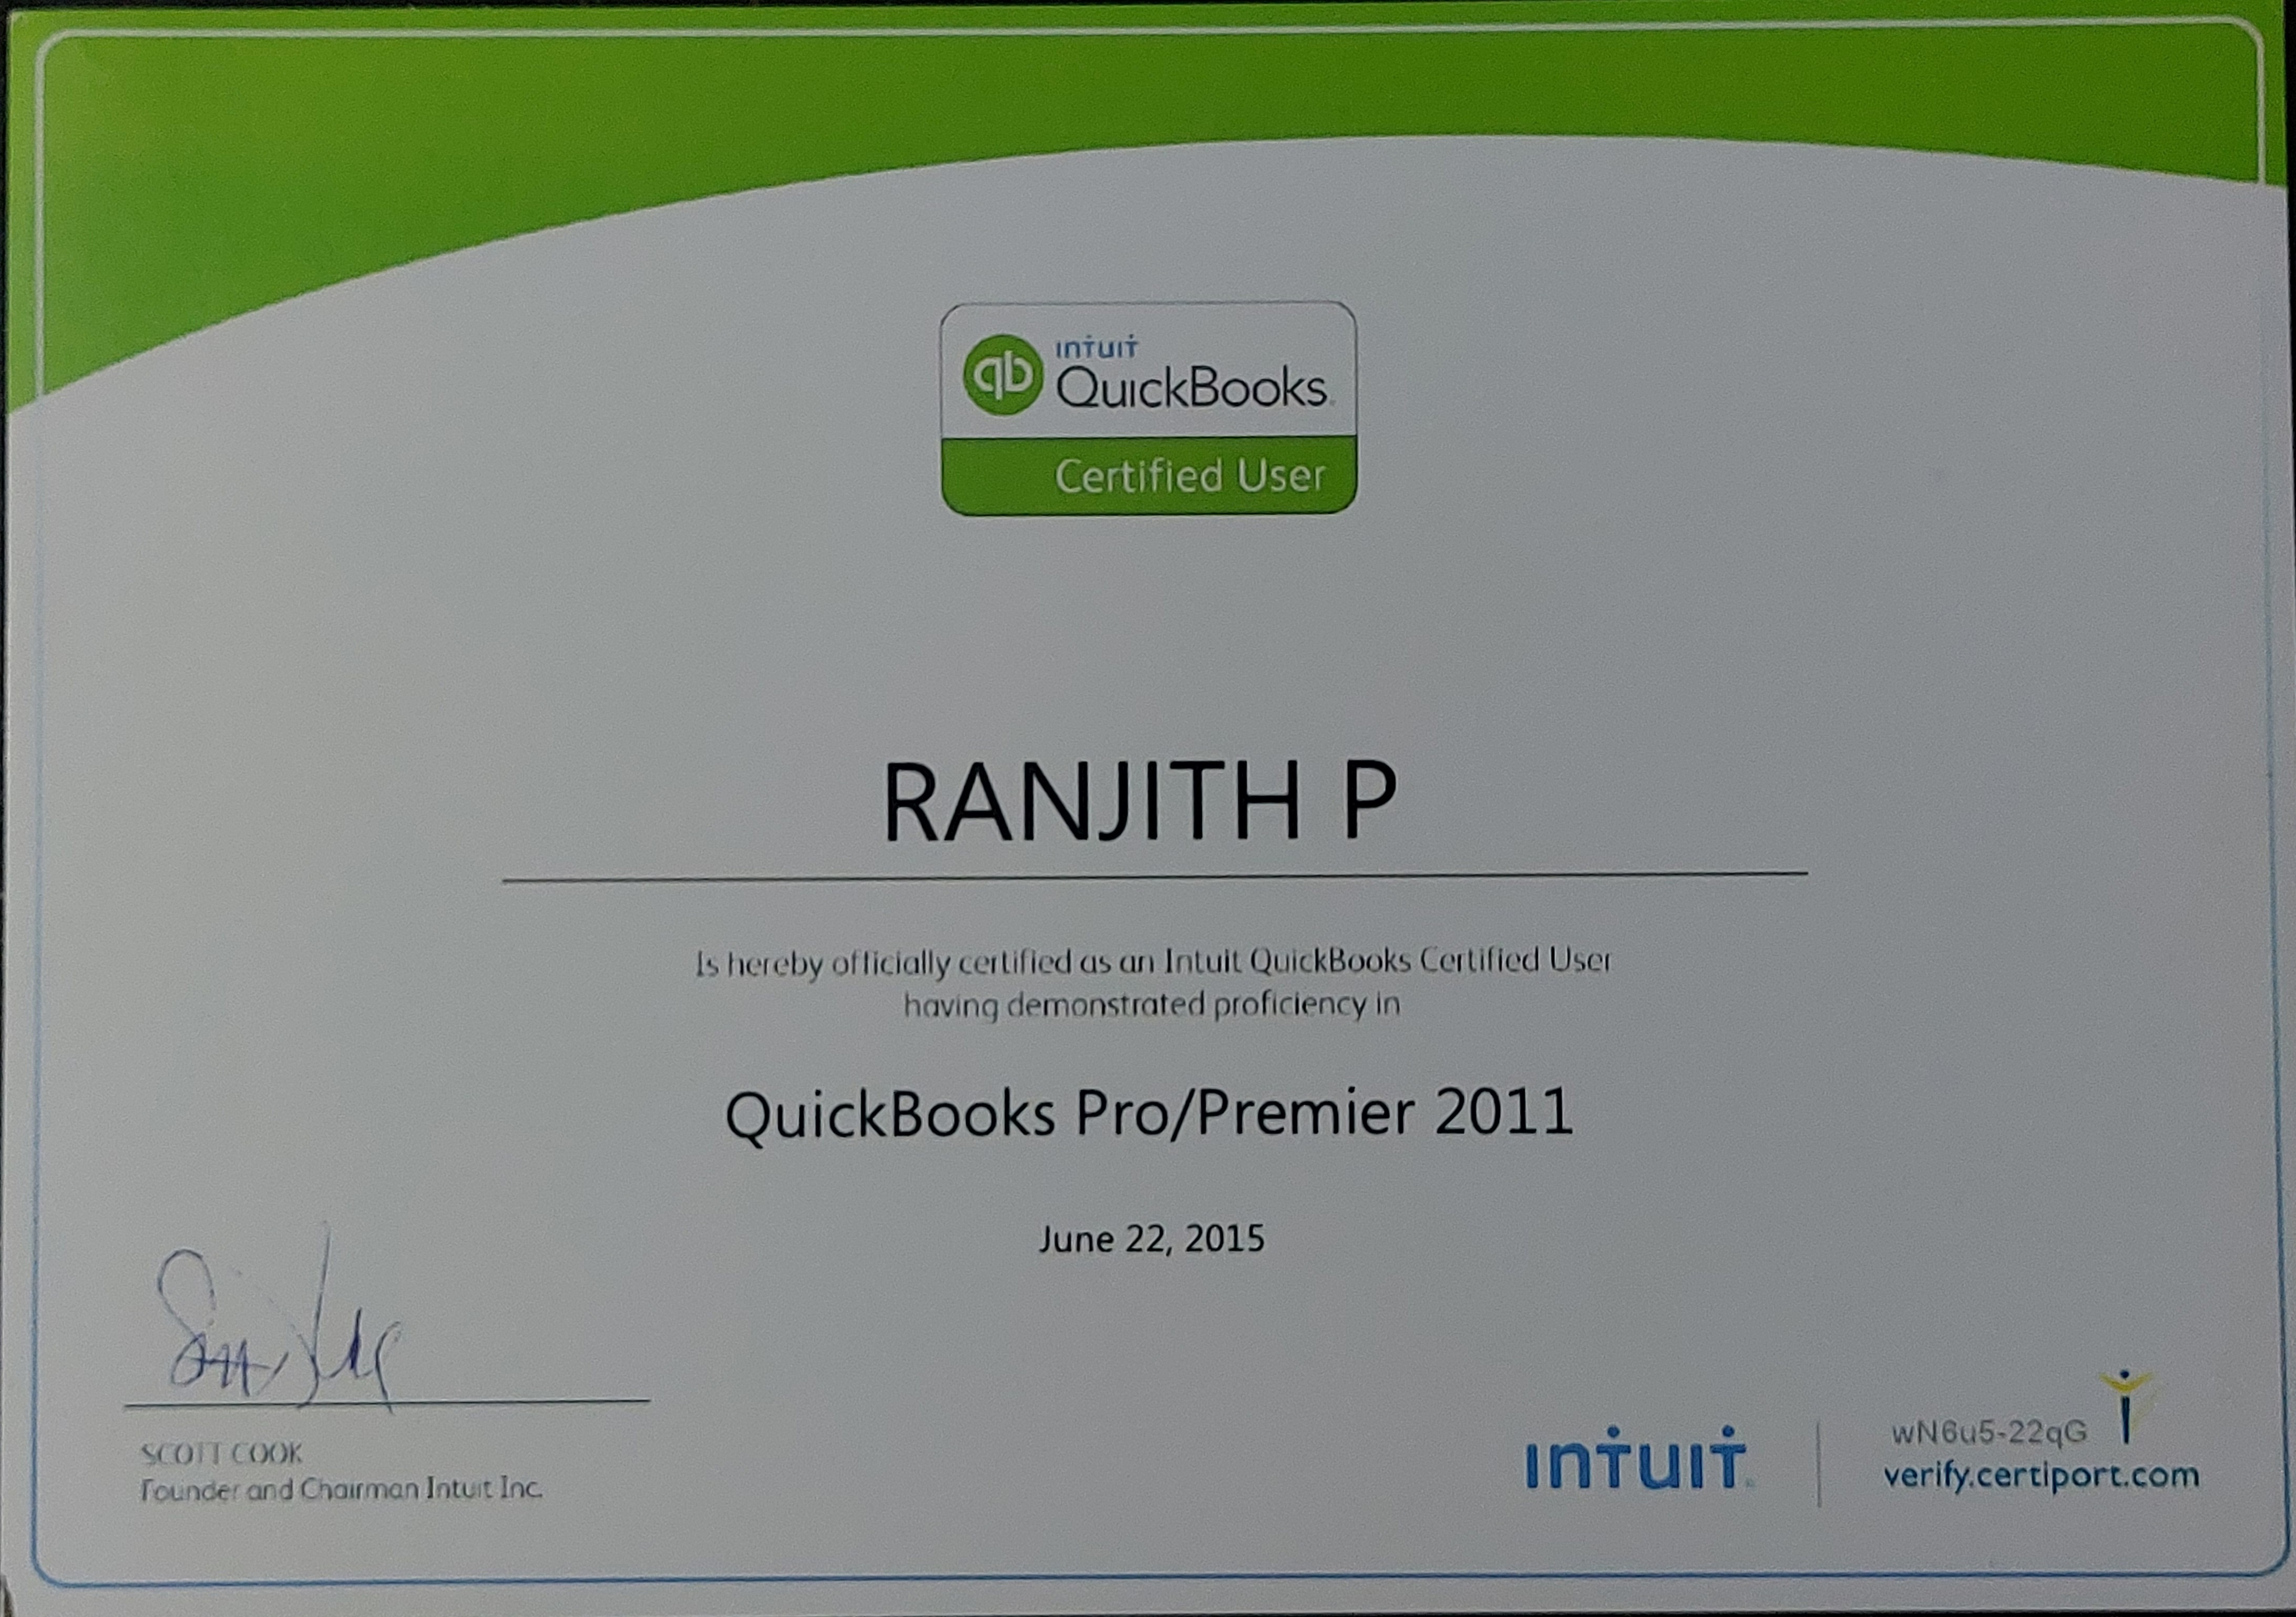 intuit
qb QuickBooks
Certified User
RANJITH P
Is hereby officially certified as an Intuit QuickBooks Certified User
having demonstrated proficiency in
QuickBooks Pro/Premier 2011
June 22, 2015
SCOTT COOK
Founder and Chairman Intuit Inc.
intuit
wN6u5-22qG
verify.certiport.com